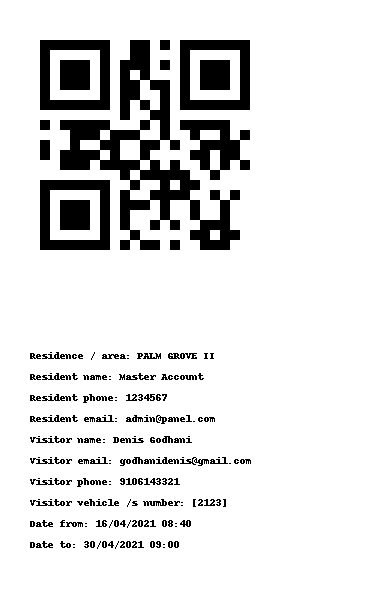 Residence / area: PALM GROVE II
Resident name: Master Account
Resident phone: 1234567
Resident email: admin@panel.com
Visitor name: Denis Godhani
Visitor email: godhanidenis@gmail.com
Visitor phone: 9106143321
Visitor vehicle /s number: [2123]
Date from: 16/04/2021 08:40
Date to: 30/04/2021 09:00